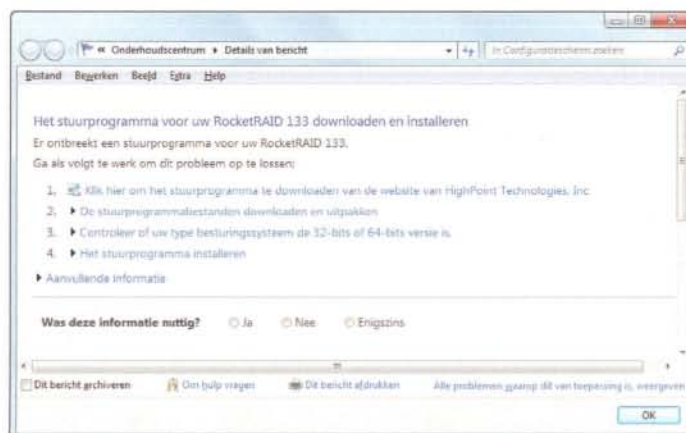 « Onderhoudscentrum ▸ Details van bericht
In Configuratiescherm zoeken
Bestand Bewerken Beeld Extra Help
Het stuurprogramma voor uw RocketRAID 133 downloaden en installeren
Er ontbreekt een stuurprogramma voor uw RocketRAID 133.
Ga als volgt te werk om dit probleem op te lossen:
1. Klik hier om het stuurprogramma te downloaden van de website van HighPoint Technologies, Inc
2. De stuurprogrammabestanden downloaden en uitpakken
3. Controleer of uw type besturingssysteem de 32-bits of 64-bits versie is.
4. Het stuurprogramma installeren
Aanvullende informatie
Was deze informatie nuttig? Ja Nee Enigszins
Dit bericht archiveren Om hulp vragen Dit bericht afdrukken Alle problemen waarop dit van toepassing is, weergeven
OK